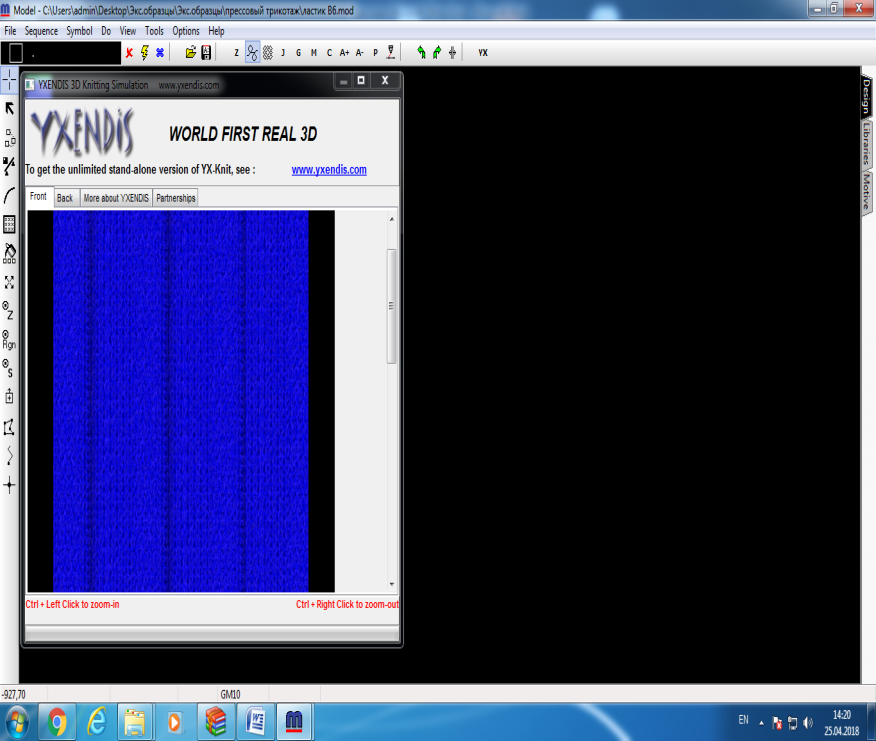 Model - C:\Users\admin\Desktop\Экс.образцы\Экс.образцы\прессовый трикотаж\ластик В6.mod
File Sequence Symbol Do View Tools Options Help
Z J G M C A+ A- P YX
YXENDIS 3D Knitting Simulation www.yxendis.com
YXENDIS WORLD FIRST REAL 3D
To get the unlimited stand-alone version of YX-Knit, see : www.yxendis.com
Front Back More about YXENDIS Partnerships
Design
Libraries
Motive
Z
Rgn
S
Ctrl + Left Click to zoom-in Ctrl + Right Click to zoom-out
-927,70 GM10
EN 14:20
25.04.2018